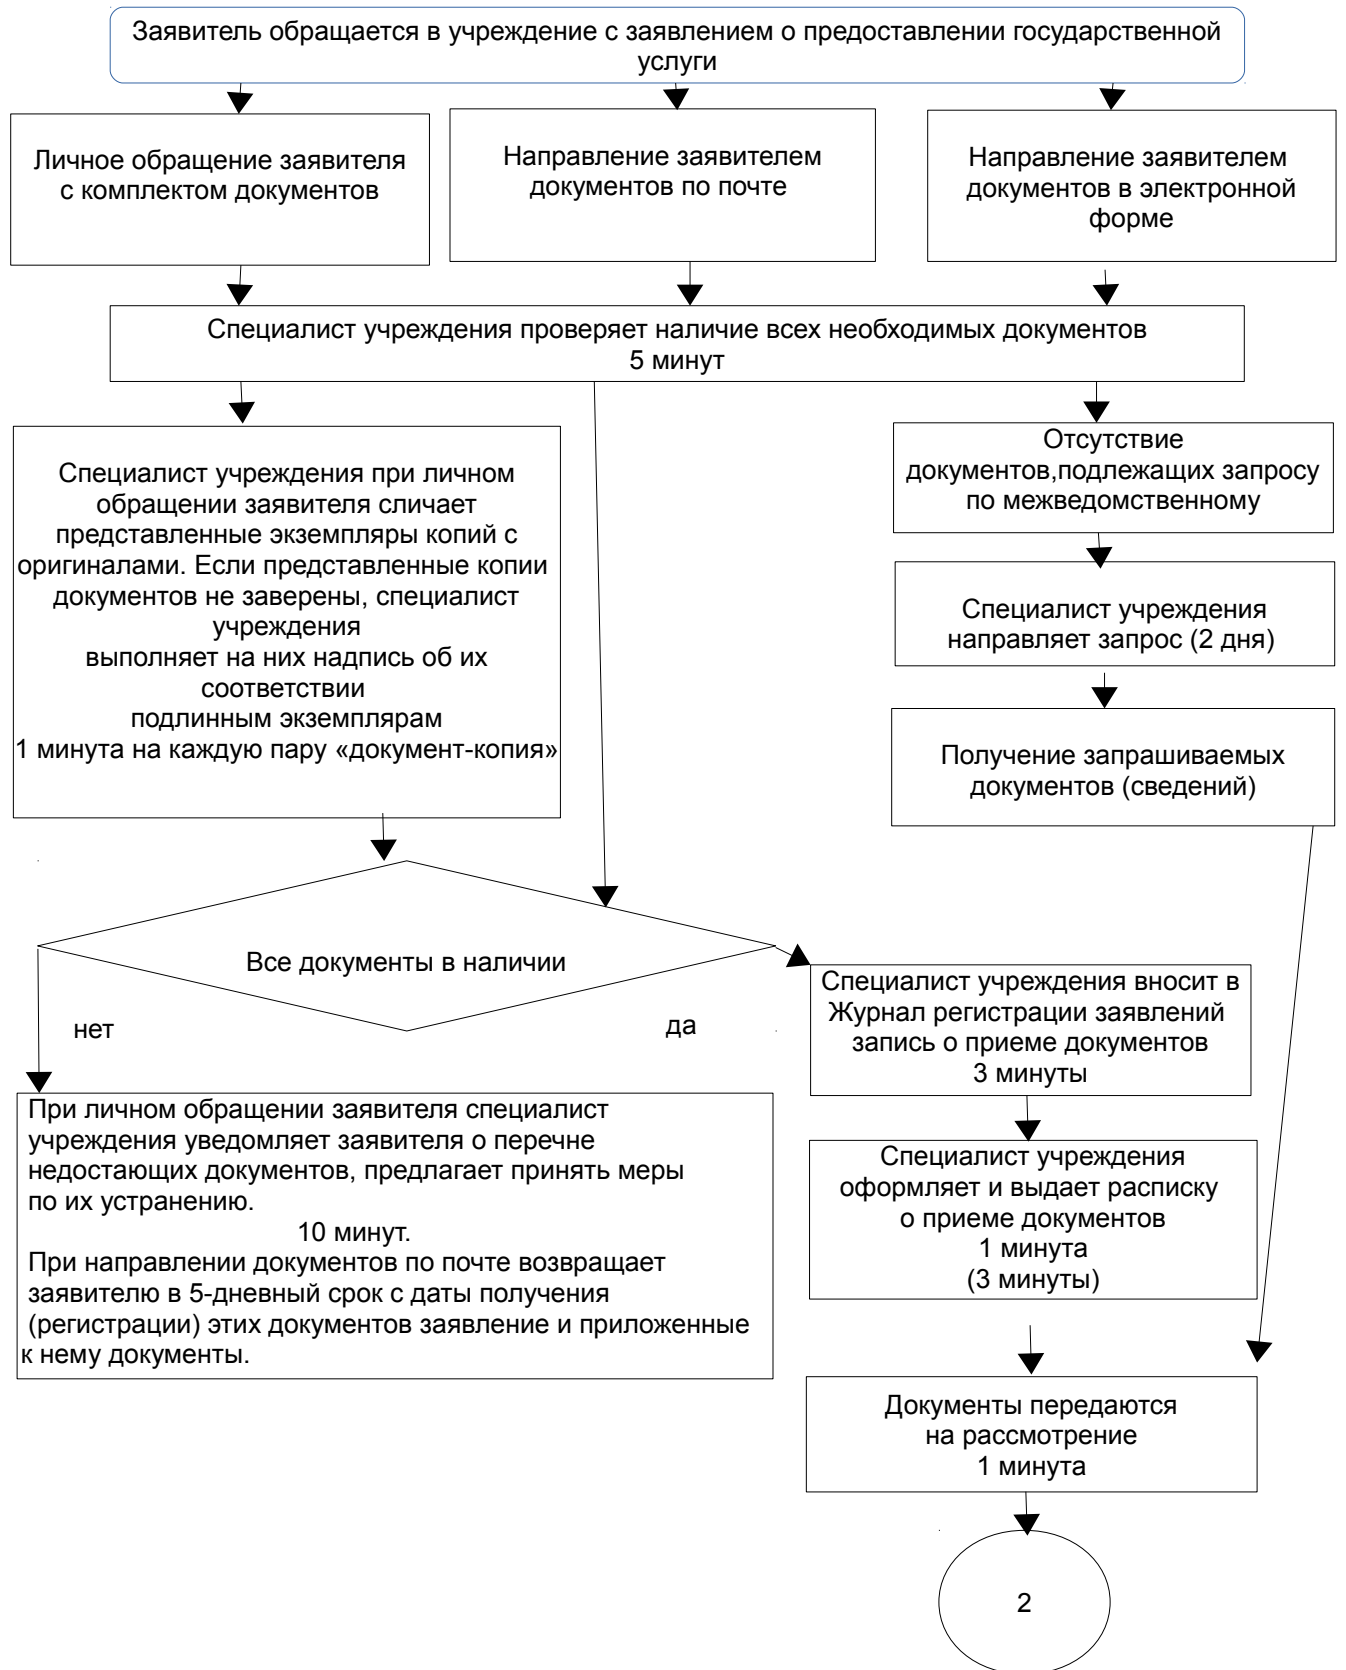 Заявитель обращается в учреждение с заявлением о предоставлении государственной
услуги
Личное обращение заявителя
с комплектом документов
Направление заявителем
документов по почте
Направление заявителем
документов в электронной
форме
Специалист учреждения проверяет наличие всех необходимых документов
5 минут
Специалист учреждения при личном
обращении заявителя сличает
представленные экземпляры копий с
оригиналами. Если представленные копии
документов не заверены, специалист
учреждения
выполняет на них надпись об их
соответствии
подлинным экземплярам
1 минута на каждую пару «документ-копия»
Отсутствие
документов,подлежащих запросу
по межведомственному
Специалист учреждения
направляет запрос (2 дня)
Получение запрашиваемых
документов (сведений)
Все документы в наличии
нет
да
Специалист учреждения вносит в
Журнал регистрации заявлений
запись о приеме документов
3 минуты
При личном обращении заявителя специалист
учреждения уведомляет заявителя о перечне
недостающих документов, предлагает принять меры
по их устранению.
10 минут.
При направлении документов по почте возвращает
заявителю в 5-дневный срок с даты получения
(регистрации) этих документов заявление и приложенные
к нему документы.
Специалист учреждения
оформляет и выдает расписку
о приеме документов
1 минута
(3 минуты)
Документы передаются
на рассмотрение
1 минута
2